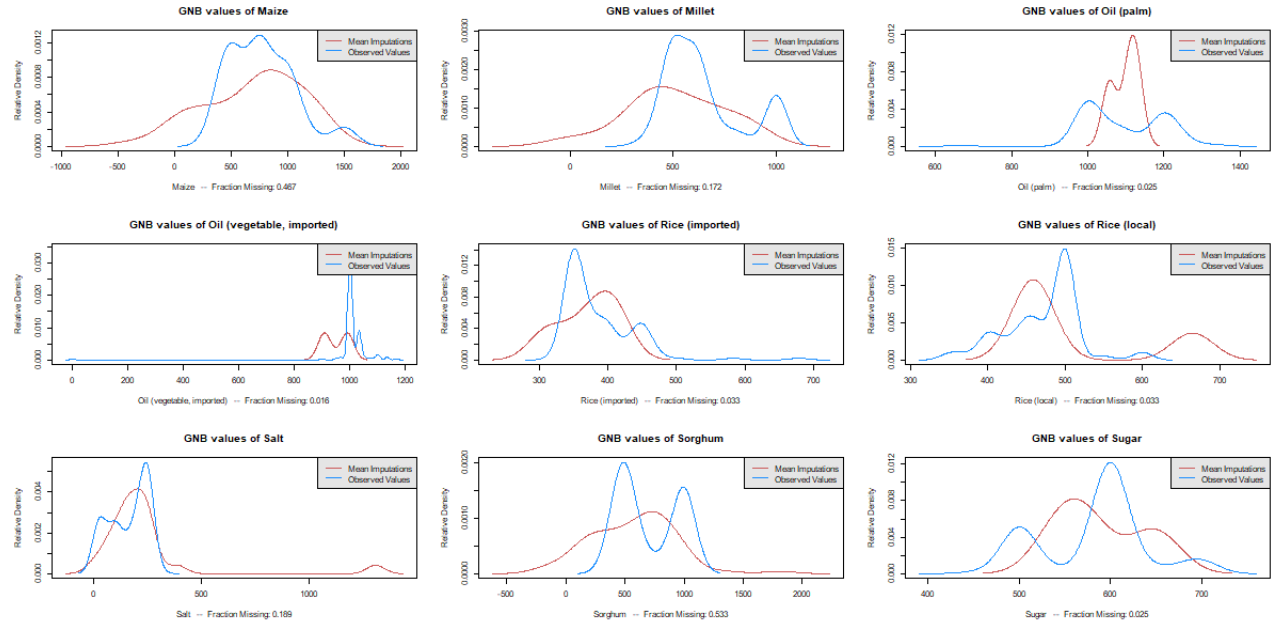 GNB values of Maize
Mean Imputations
Observed Values
Relative Density
0.0000 0.0004 0.0008 0.0012
-1000 -500 0 500 1000 1500 2000
Maize -- Fraction Missing: 0.467
GNB values of Millet
Mean Imputations
Observed Values
Relative Density
0.0000 0.0010 0.0020 0.0030
0 500 1000
Millet -- Fraction Missing: 0.172
GNB values of Oil (palm)
Mean Imputations
Observed Values
Relative Density
0.000 0.004 0.008 0.012
600 800 1000 1200 1400
Oil (palm) -- Fraction Missing: 0.025
GNB values of Oil (vegetable, imported)
Mean Imputations
Observed Values
Relative Density
0.000 0.010 0.020 0.030
0 200 400 600 800 1000 1200
Oil (vegetable, imported) -- Fraction Missing: 0.016
GNB values of Rice (imported)
Mean Imputations
Observed Values
Relative Density
0.000 0.004 0.008 0.012
300 400 500 600 700
Rice (imported) -- Fraction Missing: 0.033
GNB values of Rice (local)
Mean Imputations
Observed Values
Relative Density
0.000 0.005 0.010 0.015
300 400 500 600 700
Rice (local) -- Fraction Missing: 0.033
GNB values of Salt
Mean Imputations
Observed Values
Relative Density
0.000 0.002 0.004
0 500 1000
Salt -- Fraction Missing: 0.189
GNB values of Sorghum
Mean Imputations
Observed Values
Relative Density
0.0000 0.0010 0.0020
-500 0 500 1000 1500 2000
Sorghum -- Fraction Missing: 0.533
GNB values of Sugar
Mean Imputations
Observed Values
Relative Density
0.000 0.004 0.008 0.012
400 500 600 700
Sugar -- Fraction Missing: 0.025